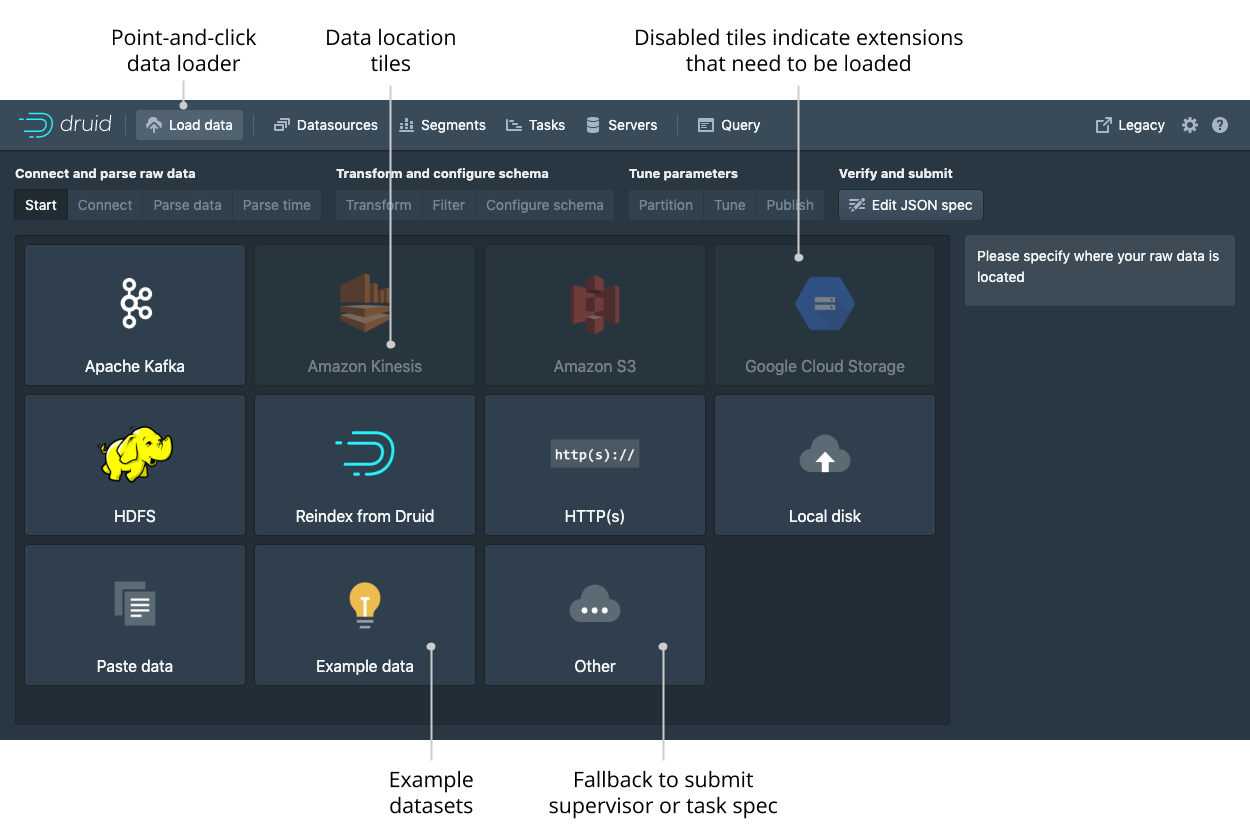 Point-and-click
data loader
Data location
tiles
Disabled tiles indicate extensions
that need to be loaded
druid
Load data
Datasources
Segments
Tasks
Servers
Query
Legacy
?
Connect and parse raw data
Transform and configure schema
Tune parameters
Verify and submit
Start
Connect
Parse data
Parse time
Transform
Filter
Configure schema
Partition
Tune
Publish
Edit JSON spec
Please specify where your raw data is
located
Apache Kafka
Amazon Kinesis
Amazon S3
Google Cloud Storage
http(s)://
HDFS
Reindex from Druid
HTTP(s)
Local disk
Paste data
Example data
Other
Example
datasets
Fallback to submit
supervisor or task spec